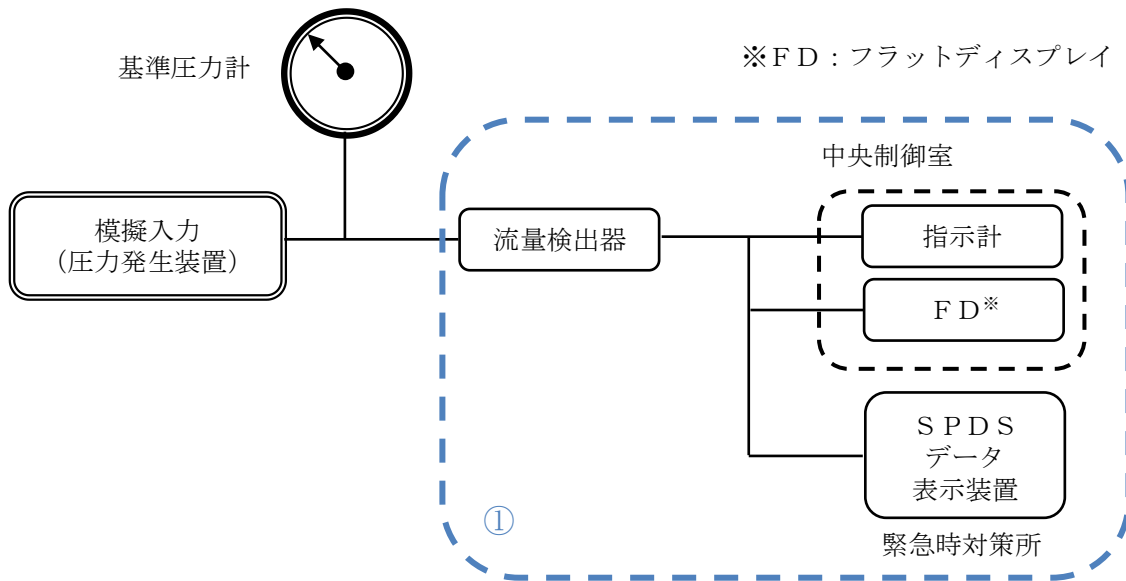 基準圧力計
※ＦＤ：フラットディスプレイ
中央制御室
模擬入力
（圧力発生装置）
流量検出器
指示計
ＦＤ※
ＳＰＤＳ
データ
表示装置
①
緊急時対策所